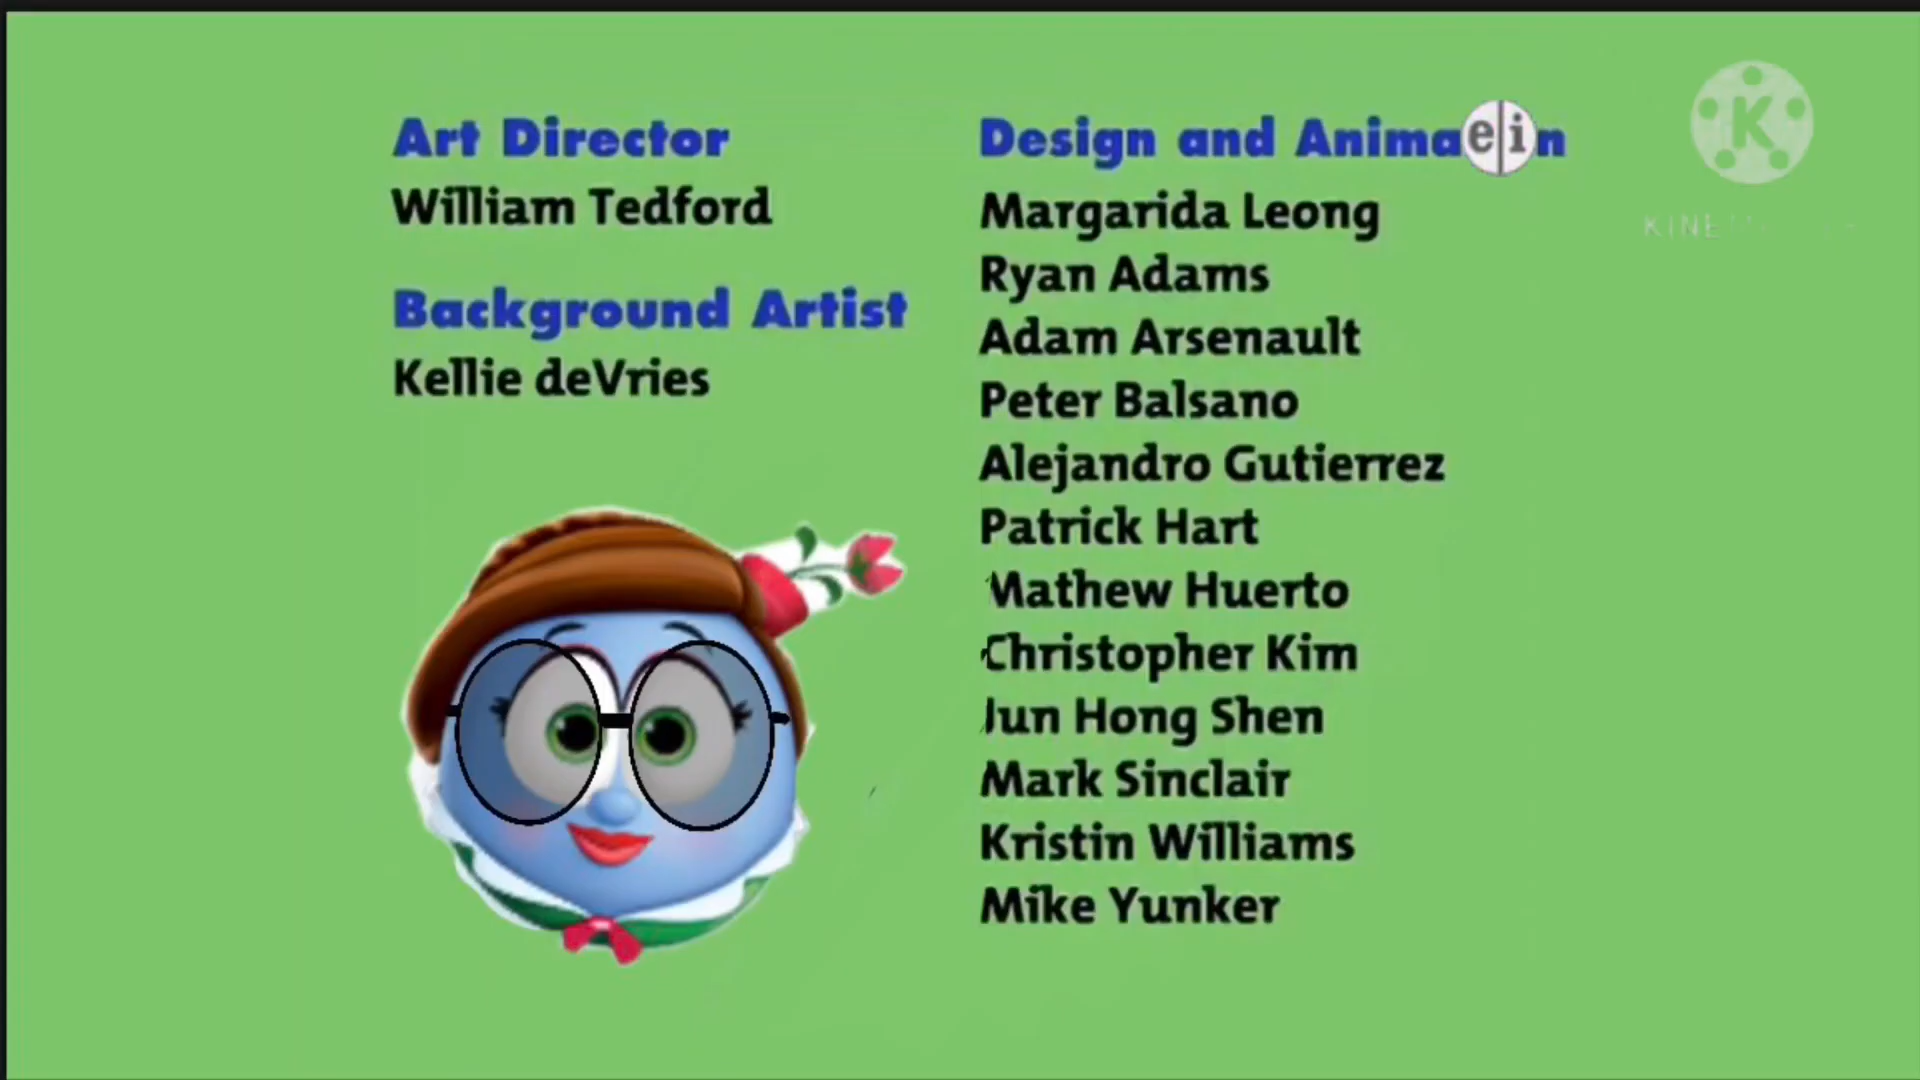 Art Director
William Tedford
Background Artist
Kellie deVries
Design and Animaein
Margarida Leong
Ryan Adams
Adam Arsenault
Peter Balsano
Alejandro Gutierrez
Patrick Hart
Mathew Huerto
Christopher Kim
Jun Hong Shen
Mark Sinclair
Kristin Williams
Mike Yunker
K